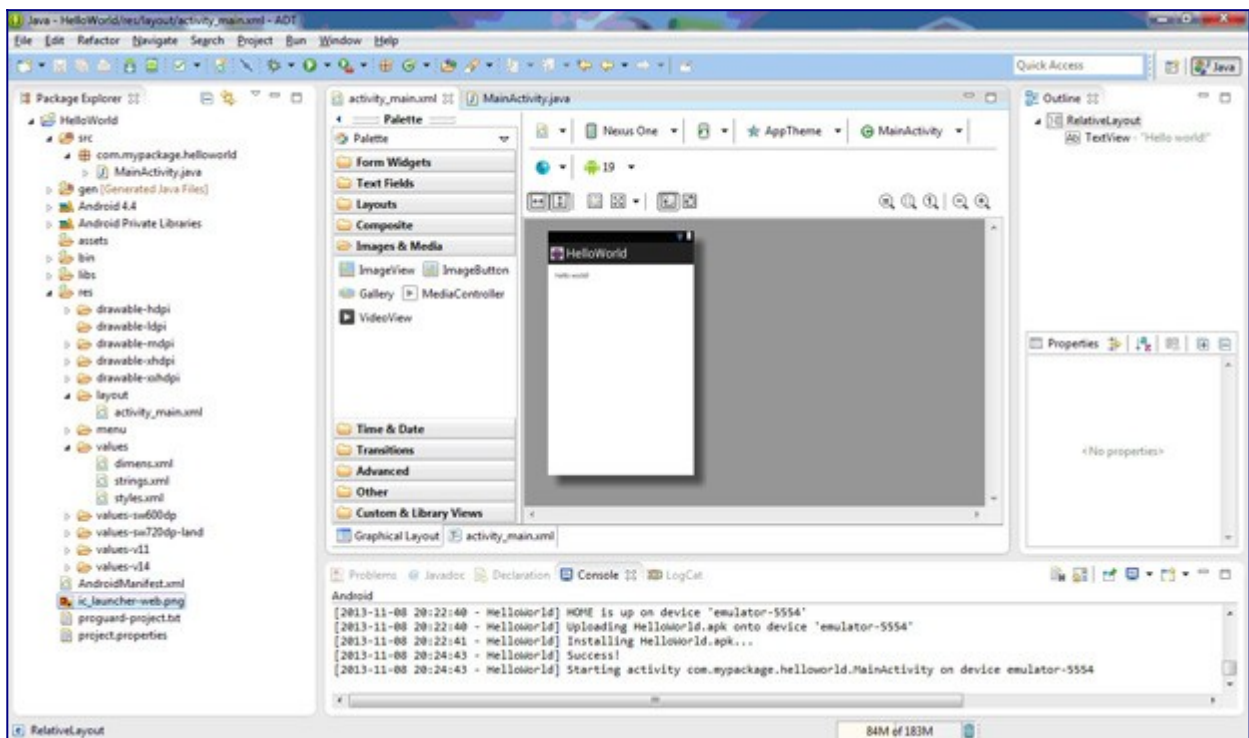 Java - HelloWorld/res/layout/activity_main.xml - ADT
File Edit Refactor Navigate Search Project Run Window Help
Quick Access
Java
Package Explorer
HelloWorld
src
com.mypackage.helloworld
MainActivity.java
gen [Generated Java Files]
Android 4.4
Android Private Libraries
assets
bin
libs
res
drawable-hdpi
drawable-ldpi
drawable-mdpi
drawable-xhdpi
drawable-xxhdpi
layout
activity_main.xml
menu
values
dimens.xml
strings.xml
styles.xml
values-sw600dp
values-sw720dp-land
values-v11
values-v14
AndroidManifest.xml
ic_launcher-web.png
proguard-project.txt
project.properties
activity_main.xml
MainActivity.java
Palette
Palette
Form Widgets
Text Fields
Layouts
Composite
Images & Media
ImageView ImageButton
Gallery MediaController
VideoView
Time & Date
Transitions
Advanced
Other
Custom & Library Views
Nexus One AppTheme MainActivity
19
HelloWorld
Hello world!
Graphical Layout activity_main.xml
Outline
RelativeLayout
TextView - "Hello world!"
Properties
<No properties>
Problems Javadoc Declaration Console LogCat
Android
[2013-11-08 20:22:40 - HelloWorld] HOME is up on device 'emulator-5554'
[2013-11-08 20:22:40 - HelloWorld] Uploading HelloWorld.apk onto device 'emulator-5554'
[2013-11-08 20:22:41 - HelloWorld] Installing HelloWorld.apk...
[2013-11-08 20:24:43 - HelloWorld] Success!
[2013-11-08 20:24:43 - HelloWorld] Starting activity com.mypackage.helloworld.MainActivity on device emulator-5554
RelativeLayout
84M of 183M